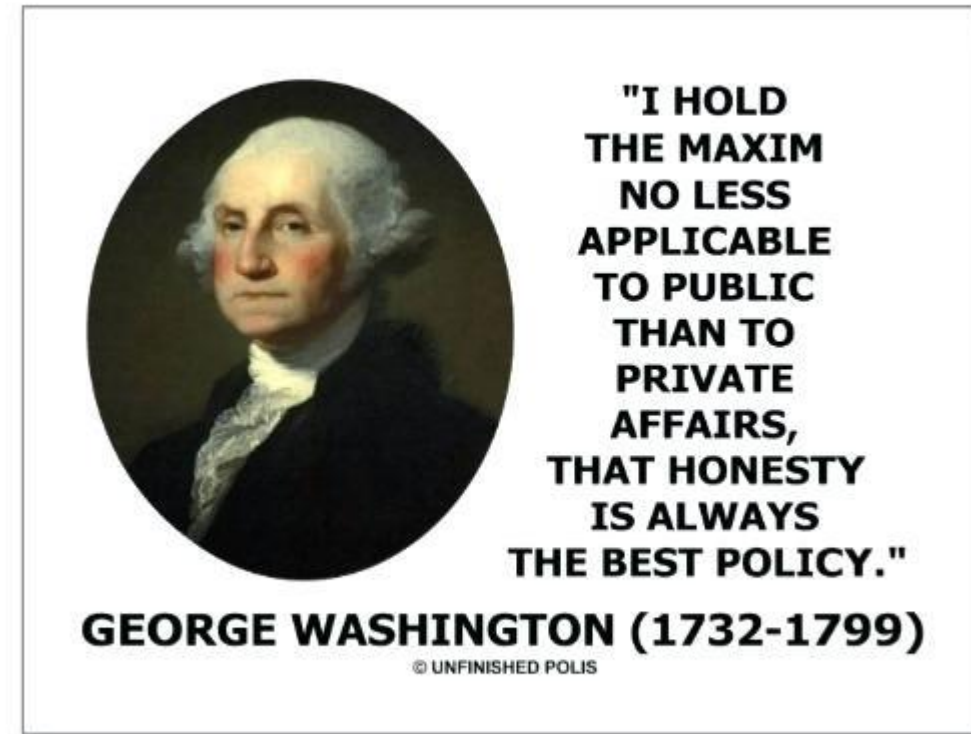 "I HOLD
THE MAXIM
NO LESS
APPLICABLE
TO PUBLIC
THAN TO
PRIVATE
AFFAIRS,
THAT HONESTY
IS ALWAYS
THE BEST POLICY."
GEORGE WASHINGTON (1732-1799)
© UNFINISHED POLIS